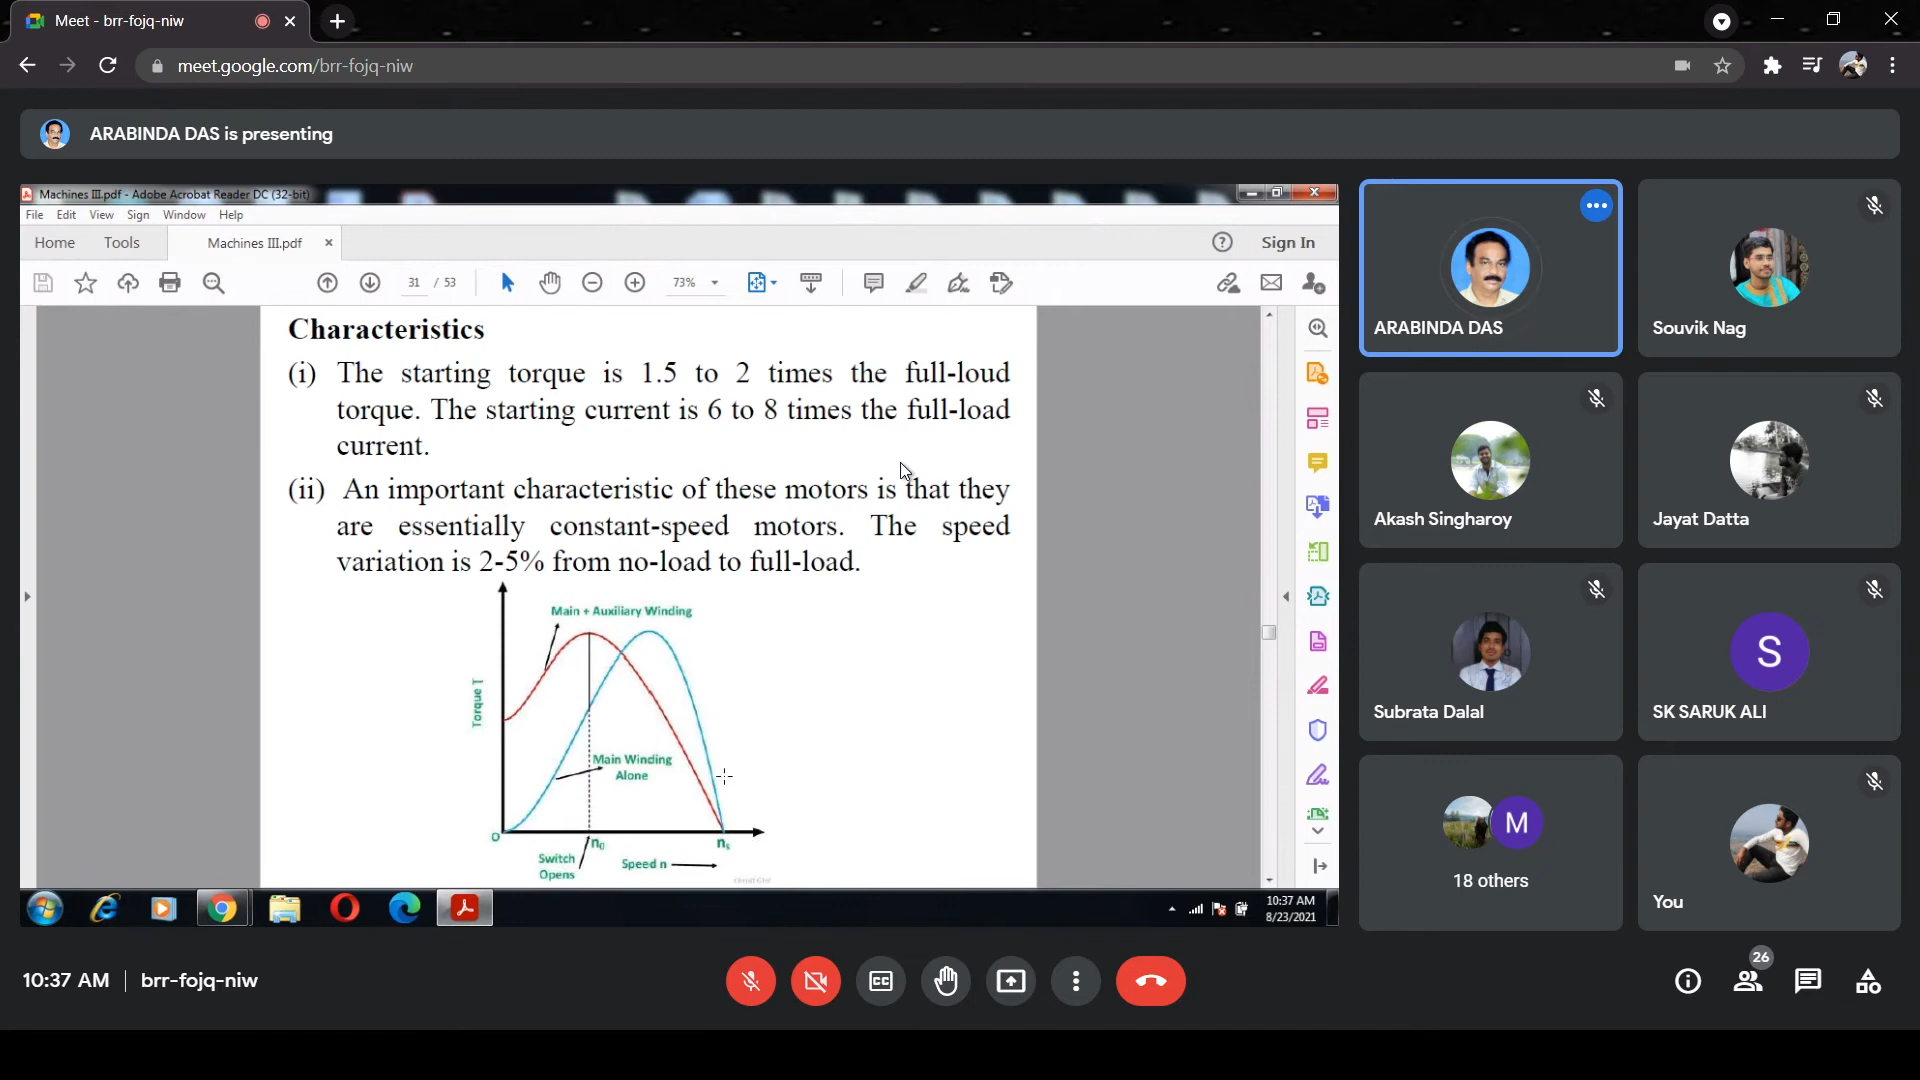 Meet - brr-fojq-niw
meet.google.com/brr-fojq-niw
ARABINDA DAS is presenting
Machines III.pdf - Adobe Acrobat Reader DC (32-bit)
File Edit View Sign Window Help
Home Tools Machines III.pdf × Sign In
31 / 53 73%
Characteristics
(i) The starting torque is 1.5 to 2 times the full-loud
torque. The starting current is 6 to 8 times the full-load
current.
(ii) An important characteristic of these motors is that they
are essentially constant-speed motors. The speed
variation is 2-5% from no-load to full-load.
Main + Auxiliary Winding
Torque T
Main Winding
Alone
O
n₀
nₛ
Switch
Opens
Speed n
10:37 AM
8/23/2021
ARABINDA DAS
Souvik Nag
Akash Singharoy
Jayat Datta
Subrata Dalal
S
SK SARUK ALI
M
18 others
You
10:37 AM | brr-fojq-niw
26